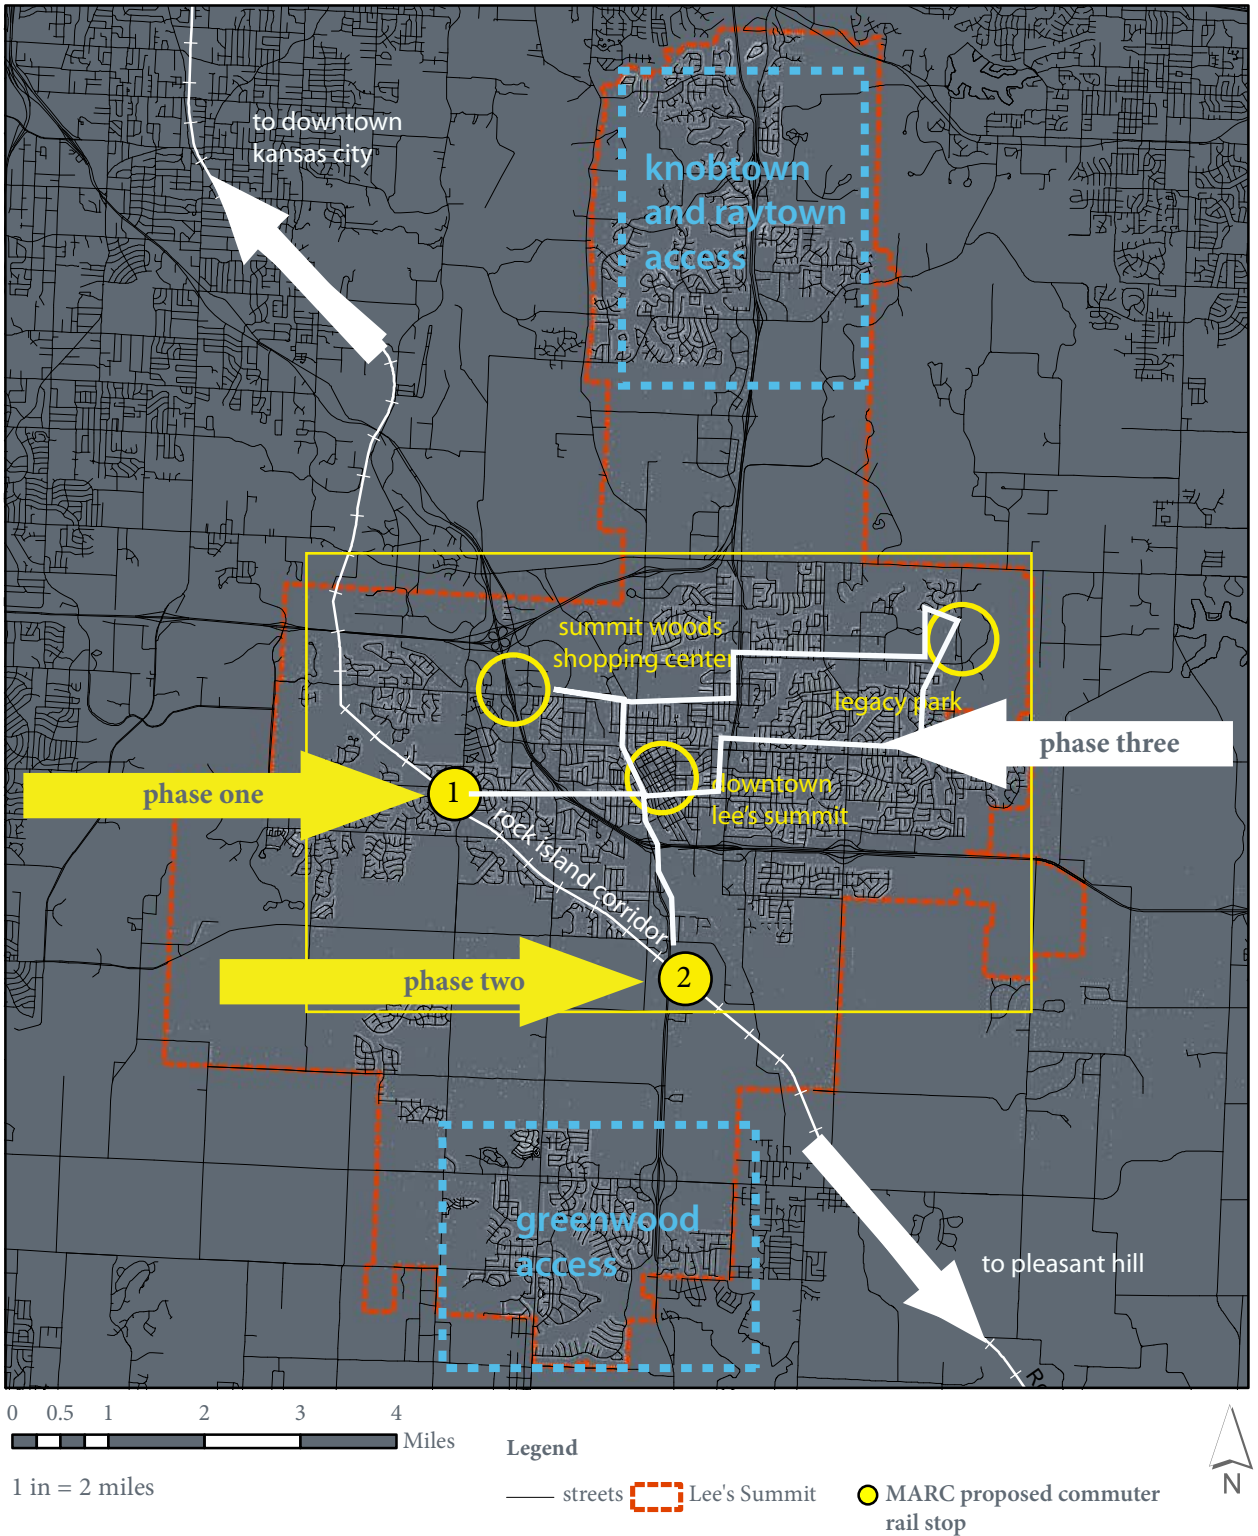 to downtown
kansas city
knobtown
and raytown
access
summit woods
shopping center
legacy park
phase three
phase one
1
downtown
lee's summit
rock island corridor
phase two
2
greenwood
access
to pleasant hill
0 0.5 1 2 3 4
Miles
1 in = 2 miles
Legend
streets
Lee's Summit
MARC proposed commuter
rail stop
N